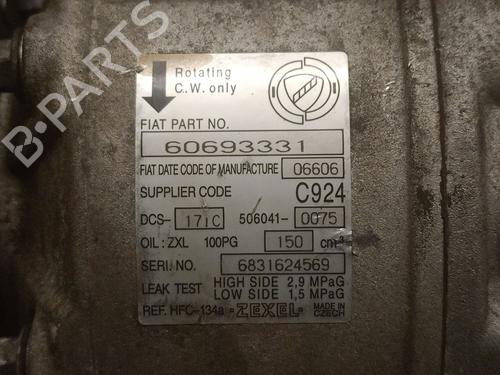 B-PARTS
Rotating
C.W. only
FIAT PART NO.
60693331
FIAT DATE CODE OF MANUFACTURE 06606
SUPPLIER CODE C924
DCS- 17IC 506041- 0075
OIL: ZXL 100PG 150 cm³
SERI. NO. 6831624569
LEAK TEST HIGH SIDE 2,9 MPaG
LOW SIDE 1,5 MPaG
REF. HFC-134a ZEXEL MADE IN
CZECH